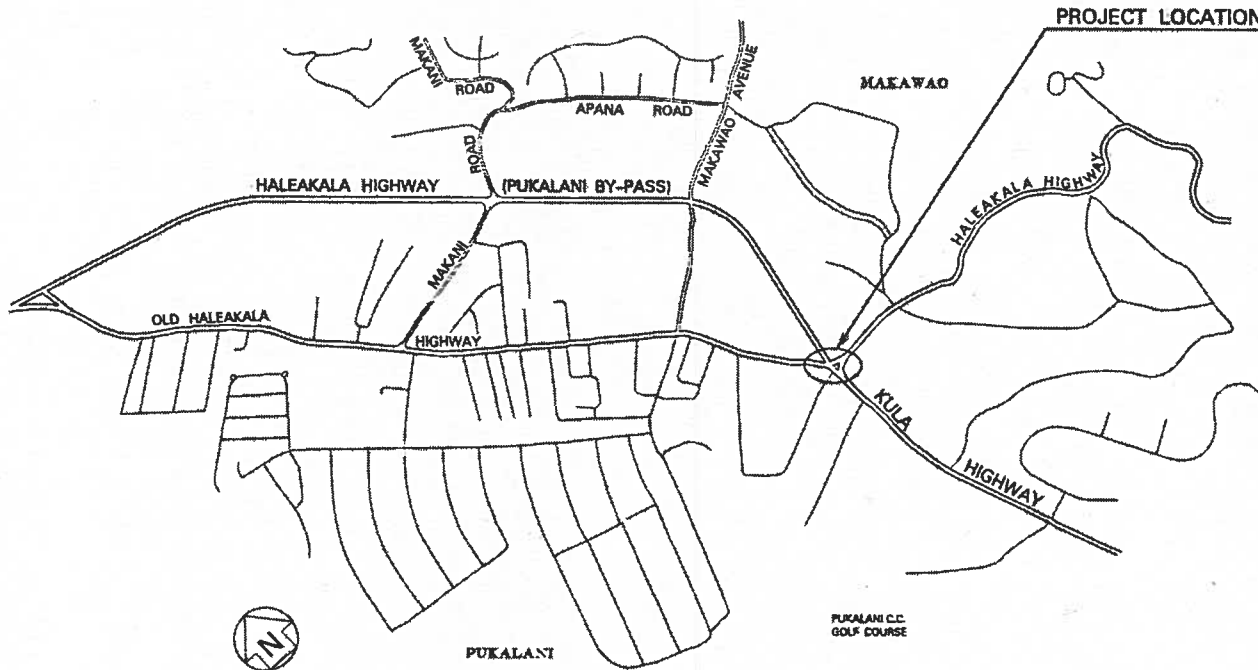 PROJECT LOCATION
MAKANI
ROAD
AVENUE
MAKAWAO
APANA ROAD
ROAD
MAKAWAO
HALEAKALA HIGHWAY
HALEAKALA HIGHWAY (PUKALANI BY-PASS)
MAKANI
OLD HALEAKALA
HIGHWAY
KULA
HIGHWAY
PUKALANI C.C.
GOLF COURSE
N
PUKALANI